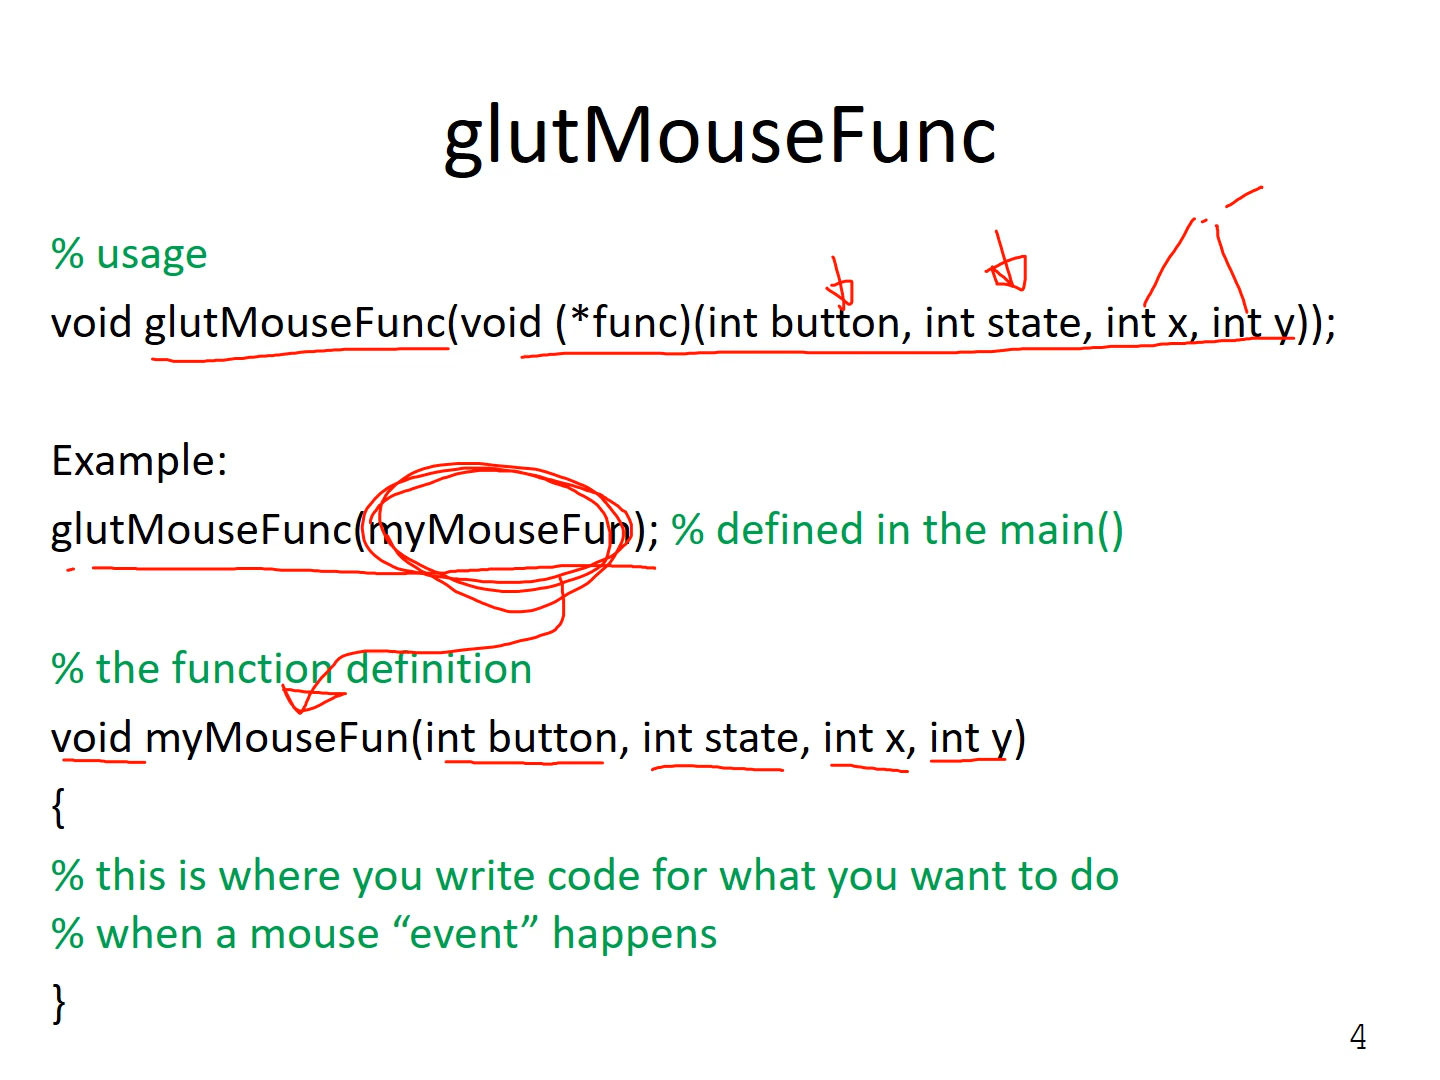 glutMouseFunc
% usage
void glutMouseFunc(void (*func)(int button, int state, int x, int y));
Example:
glutMouseFunc(myMouseFun); % defined in the main()
% the function definition
void myMouseFun(int button, int state, int x, int y)
{
% this is where you write code for what you want to do
% when a mouse “event” happens
}
4